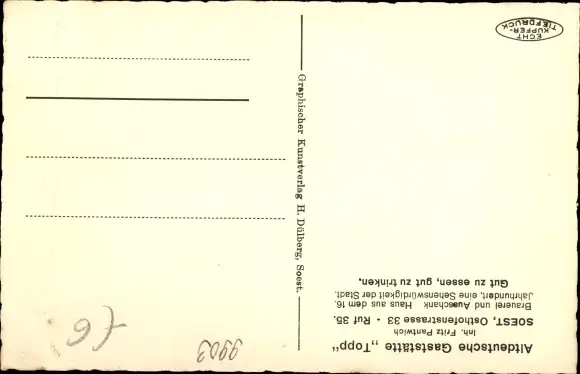 Altdeutsche Gaststätte „Topp"
Inh. Fritz Pantwich
SOEST, Osthofenstrasse 33 - Ruf 35.
Brauerei und Ausschank Haus aus dem 16.
Jahrhundert, eine Sehenswürdigkeit der Stadt.
Gut zu essen, gut zu trinken.
Graphischer Kunstverlag H. Dülberg, Soest.
ECHT
KUPFER-
TIEFDRUCK
9903